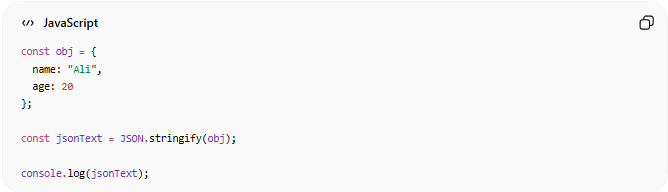 JavaScript
const obj = {
  name: "Ali",
  age: 20
};
const jsonText = JSON.stringify(obj);
console.log(jsonText);